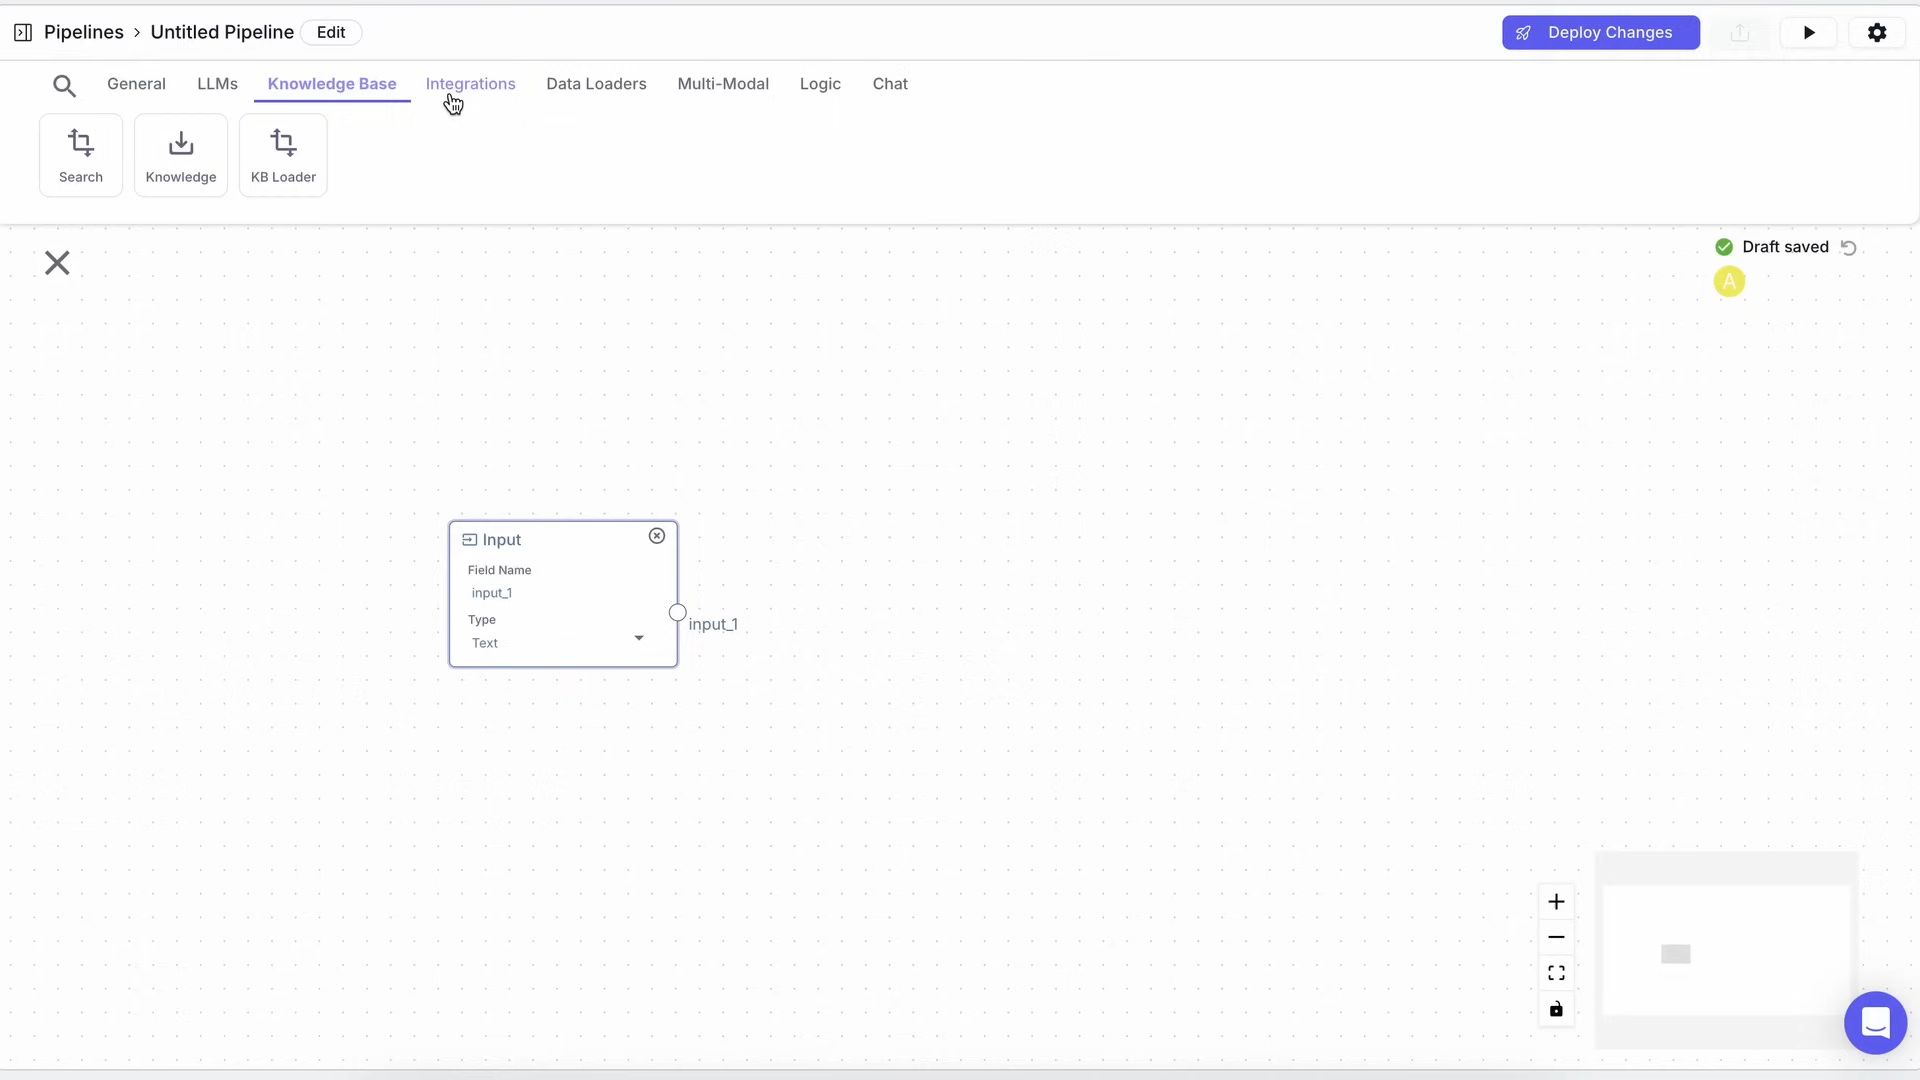 Pipelines > Untitled Pipeline Edit
Deploy Changes
General LLMs Knowledge Base Integrations Data Loaders Multi-Modal Logic Chat
Search Knowledge KB Loader
Draft saved
A
Input
Field Name
input_1
Type
input_1
Text